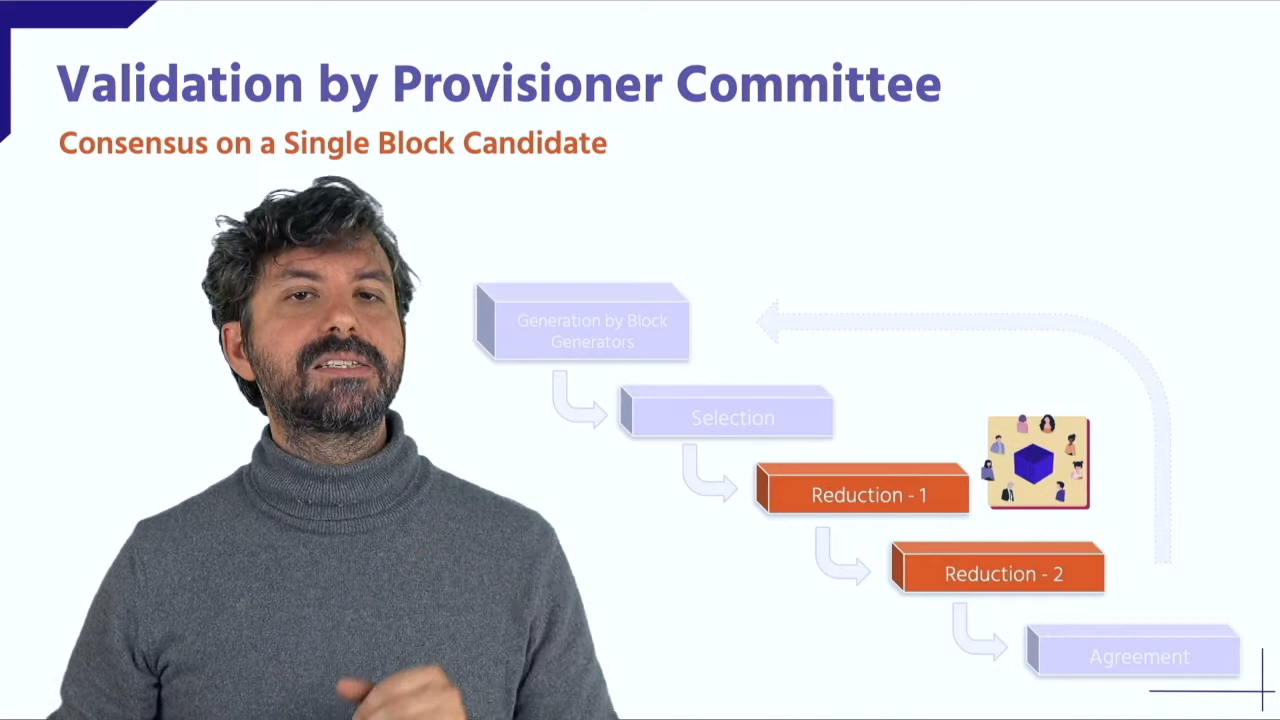 Validation by Provisioner Committee
Consensus on a Single Block Candidate
Generation by Block
Generators
Selection
Reduction - 1
Reduction - 2
Agreement